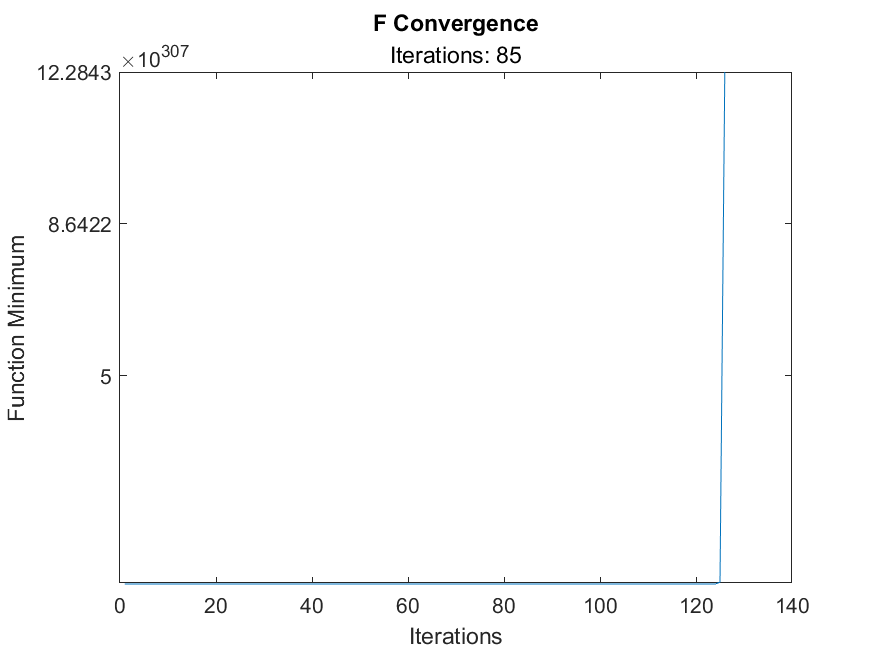 F Convergence
Iterations: 85
×10^307
12.2843
8.6422
5
Function Minimum
0 20 40 60 80 100 120 140
Iterations